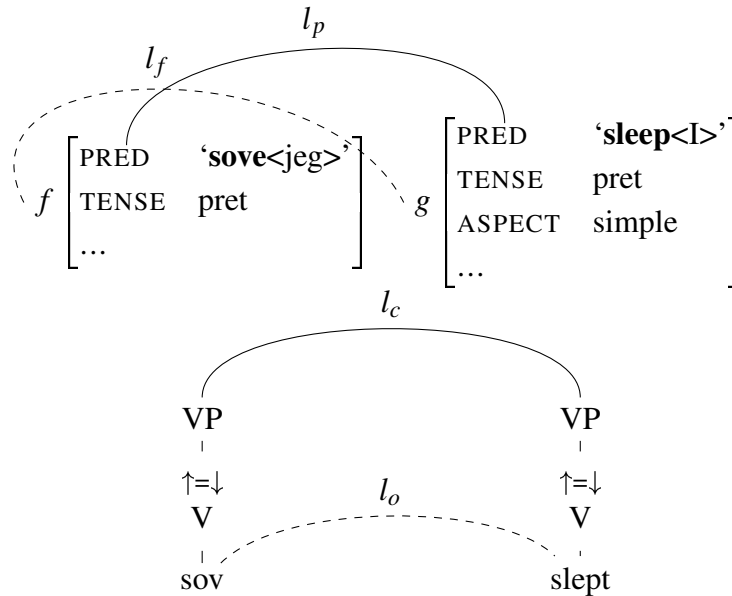 l_p
l_f
f PRED ‘sove<jeg>’
TENSE pret
...
g PRED ‘sleep<I>’
TENSE pret
ASPECT simple
...
l_c
VP VP
↑=↓ ↑=↓
l_o
V V
sov slept